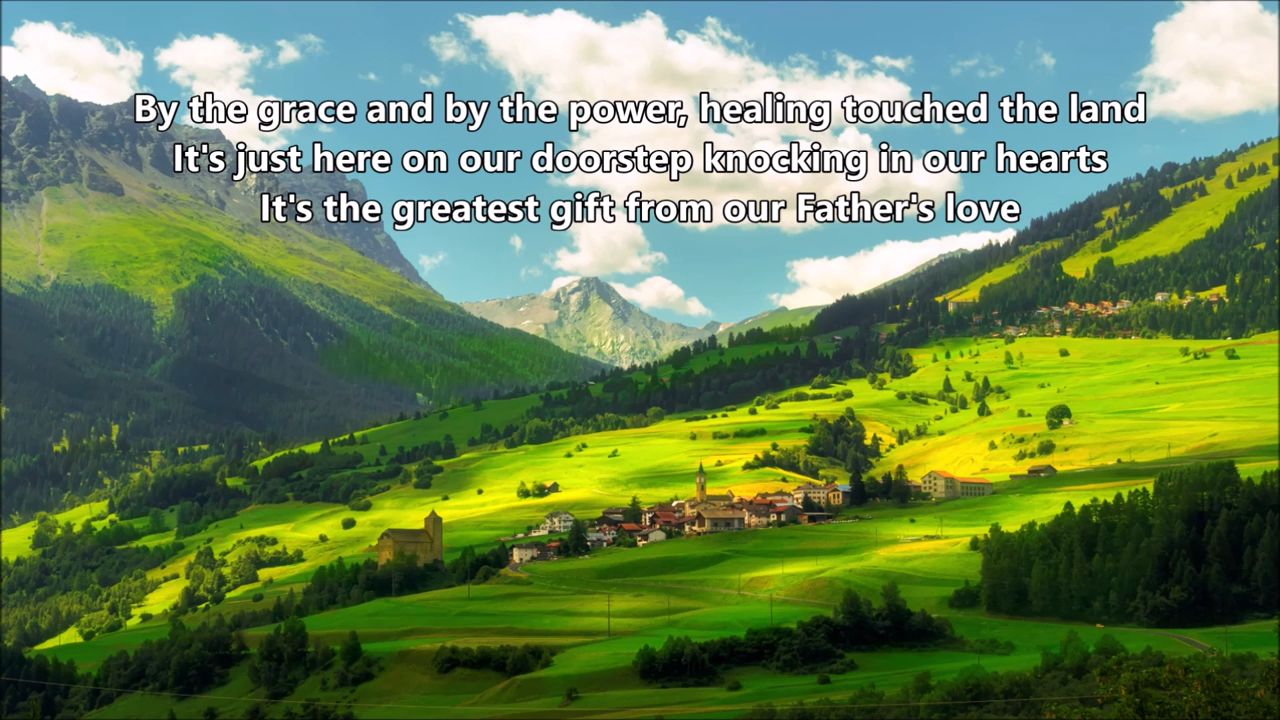 By the grace and by the power, healing touched the land
It's just here on our doorstep knocking in our hearts
It's the greatest gift from our Father's love